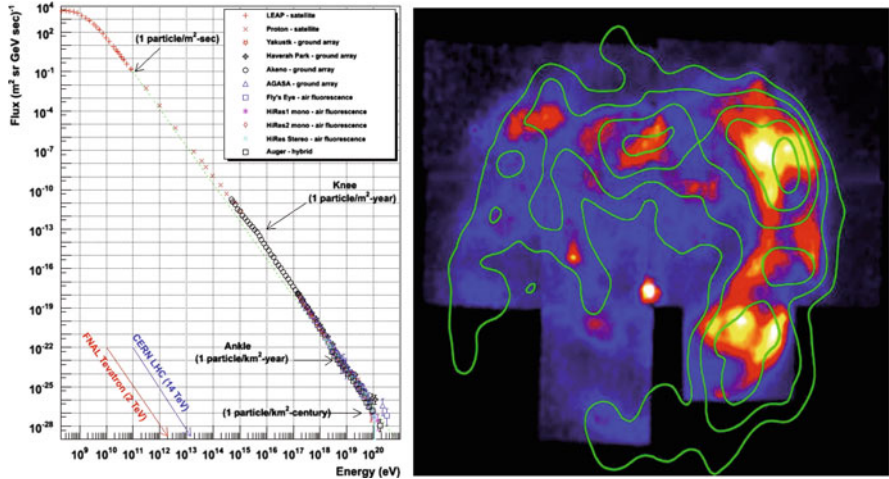 Flux (m² sr GeV sec)⁻¹
10⁴
10²
10⁻¹
10⁻⁴
10⁻⁷
10⁻¹⁰
10⁻¹³
10⁻¹⁶
10⁻¹⁹
10⁻²²
10⁻²⁵
10⁻²⁸
(1 particle/m²-sec)
LEAP - satellite
Proton - satellite
Yakustk - ground array
Haverah Park - ground array
Akeno - ground array
AGASA - ground array
Fly's Eye - air fluorescence
HiRes1 mono - air fluorescence
HiRes2 mono - air fluorescence
HiRes Stereo - air fluorescence
Auger - hybrid
Knee
(1 particle/m²-year)
Ankle
(1 particle/km²-year)
(1 particle/km²-century)
FNAL Tevatron (2 TeV)
CERN LHC (14 TeV)
10⁹ 10¹⁰ 10¹¹ 10¹² 10¹³ 10¹⁴ 10¹⁵ 10¹⁶ 10¹⁷ 10¹⁸ 10¹⁹ 10²⁰
Energy (eV)